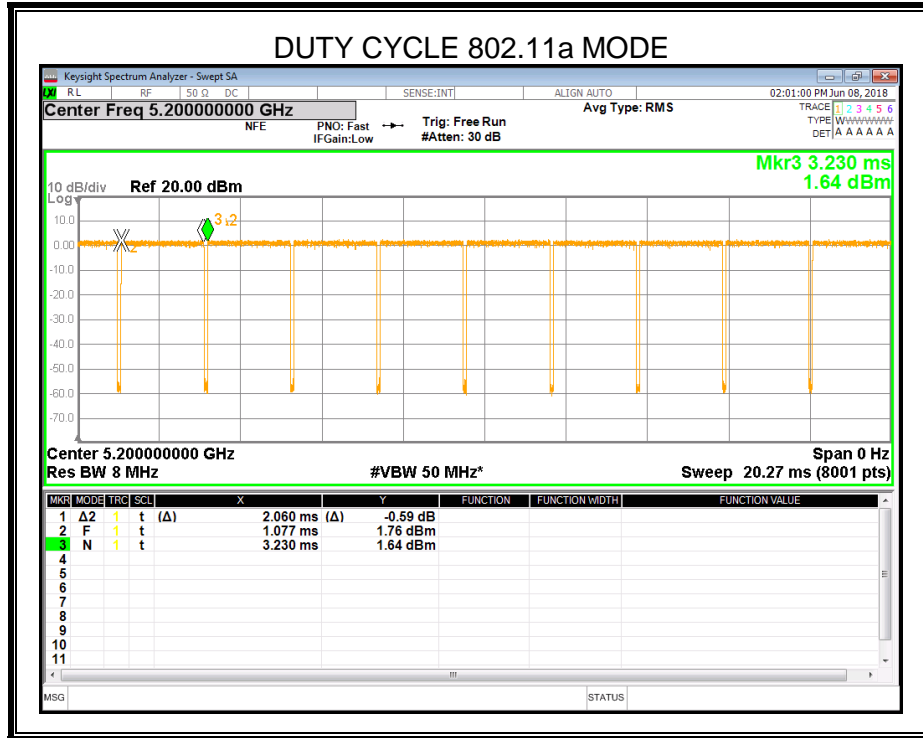 DUTY CYCLE 802.11a MODE
Keysight Spectrum Analyzer - Swept SA
LXI RL RF 50 Ω DC SENSE:INT ALIGN AUTO 02:01:00 PM Jun 08, 2018
Center Freq 5.200000000 GHz Avg Type: RMS TRACE 1 2 3 4 5 6
NFE PNO: Fast Trig: Free Run TYPE WWWWWW
IFGain:Low #Atten: 30 dB DET A A A A A A
Mkr3 3.230 ms
10 dB/div Ref 20.00 dBm 1.64 dBm
Log
10.0
0.00
-10.0
-20.0
-30.0
-40.0
-50.0
-60.0
-70.0
Center 5.200000000 GHz Span 0 Hz
Res BW 8 MHz #VBW 50 MHz* Sweep 20.27 ms (8001 pts)
MKR MODE TRC SCL X Y FUNCTION FUNCTION WIDTH FUNCTION VALUE
1 Δ2 1 t (Δ) 2.060 ms (Δ) -0.59 dB
2 F 1 t 1.077 ms 1.76 dBm
3 N 1 t 3.230 ms 1.64 dBm
4
5
6
7
8
9
10
11
MSG STATUS